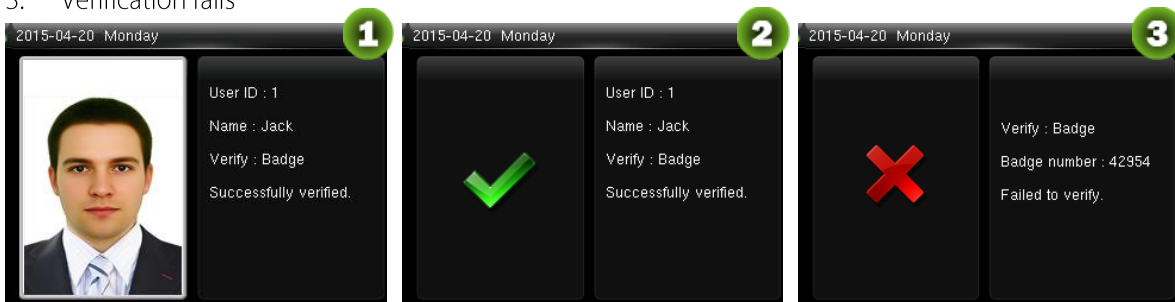 3. Verification fails
2015-04-20 Monday
1
User ID : 1
Name : Jack
Verify : Badge
Successfully verified.
2015-04-20 Monday
2
User ID : 1
Name : Jack
Verify : Badge
Successfully verified.
2015-04-20 Monday
3
Verify : Badge
Badge number : 42954
Failed to verify.